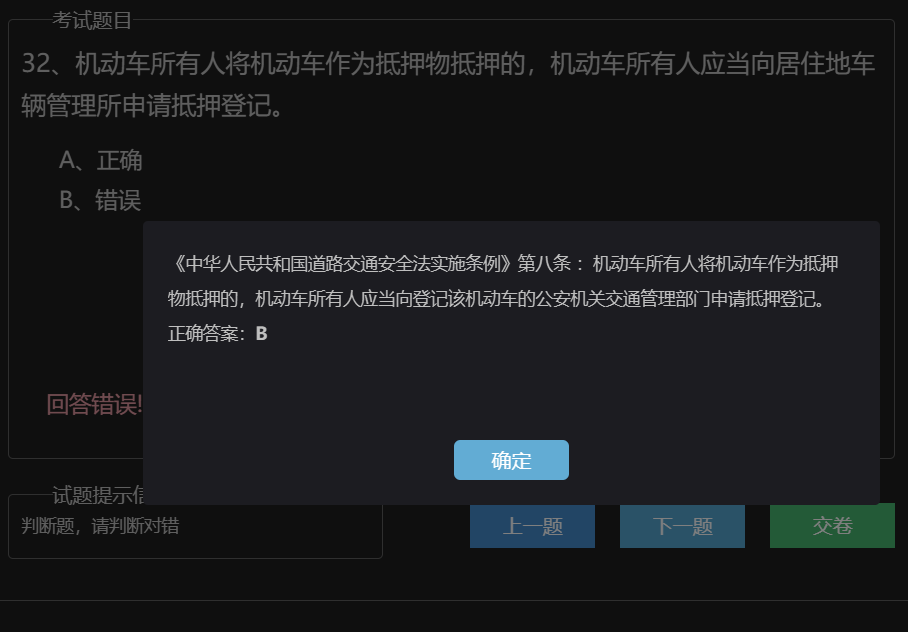 考试题目
32、机动车所有人将机动车作为抵押物抵押的，机动车所有人应当向居住地车
辆管理所申请抵押登记。
A、正确
B、错误
《中华人民共和国道路交通安全法实施条例》第八条 ：机动车所有人将机动车作为抵押
物抵押的，机动车所有人应当向登记该机动车的公安机关交通管理部门申请抵押登记。
正确答案：B
回答错误!
确定
试题提示信
判断题，请判断对错
上一题
下一题
交卷